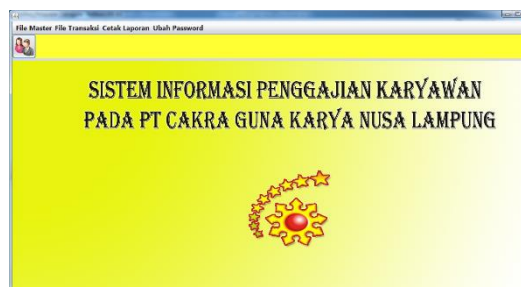 File Master File Transaksi Cetak Laporan Ubah Password
SISTEM INFORMASI PENGGAJIAN KARYAWAN
PADA PT CAKRA GUNA KARYA NUSA LAMPUNG